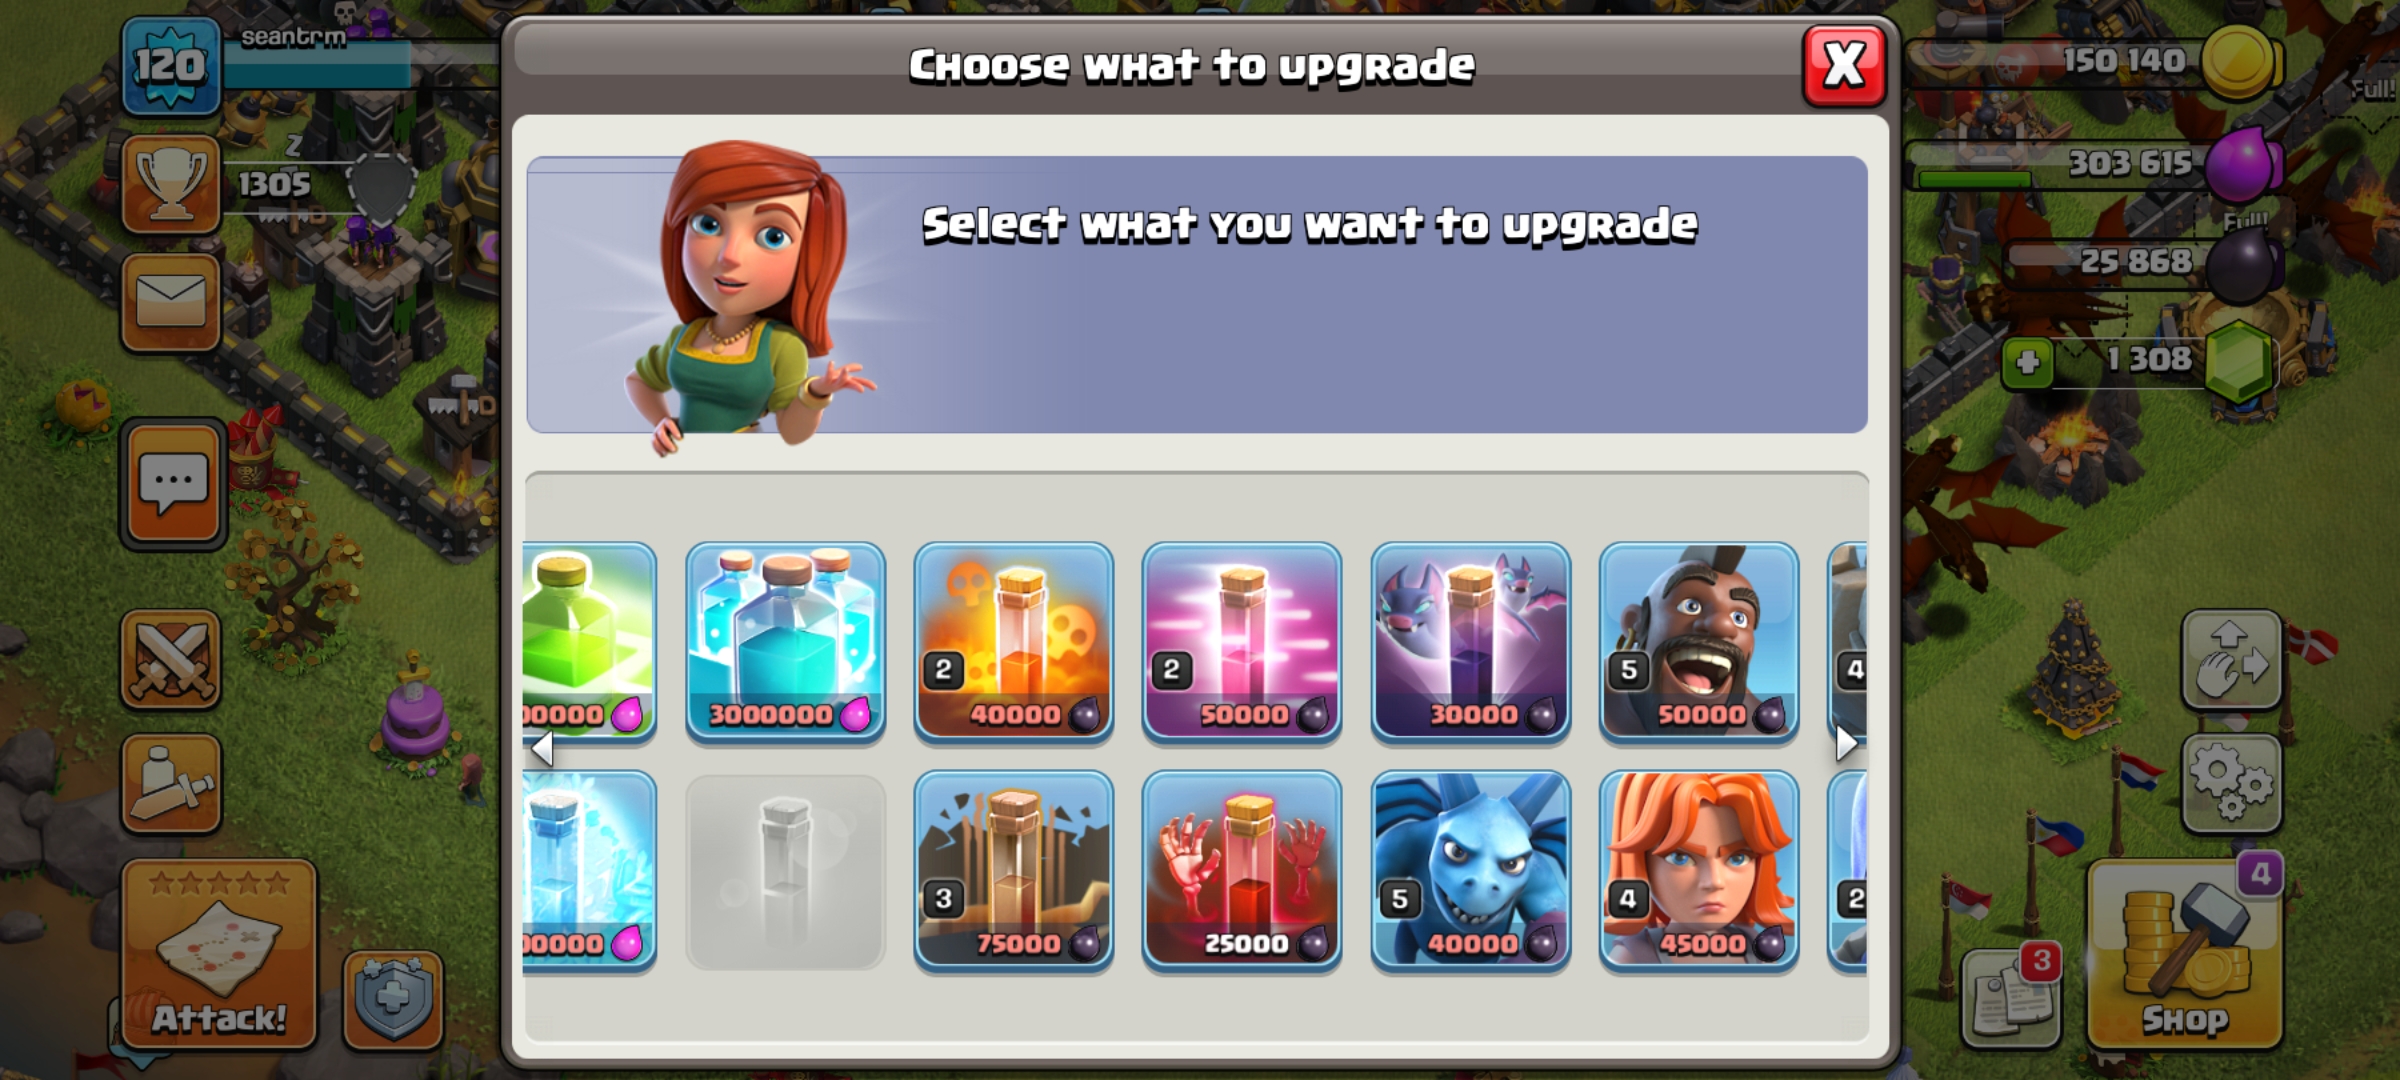 120
seantrm
Choose what to upgrade
X
150 140
Full!
Z
1305
303 615
Full!
Select what you want to upgrade
25 868
1 308
3000000
2
40000
2
50000
30000
5
50000
4
3
75000
25000
5
40000
4
45000
2
4
3
Attack!
Shop